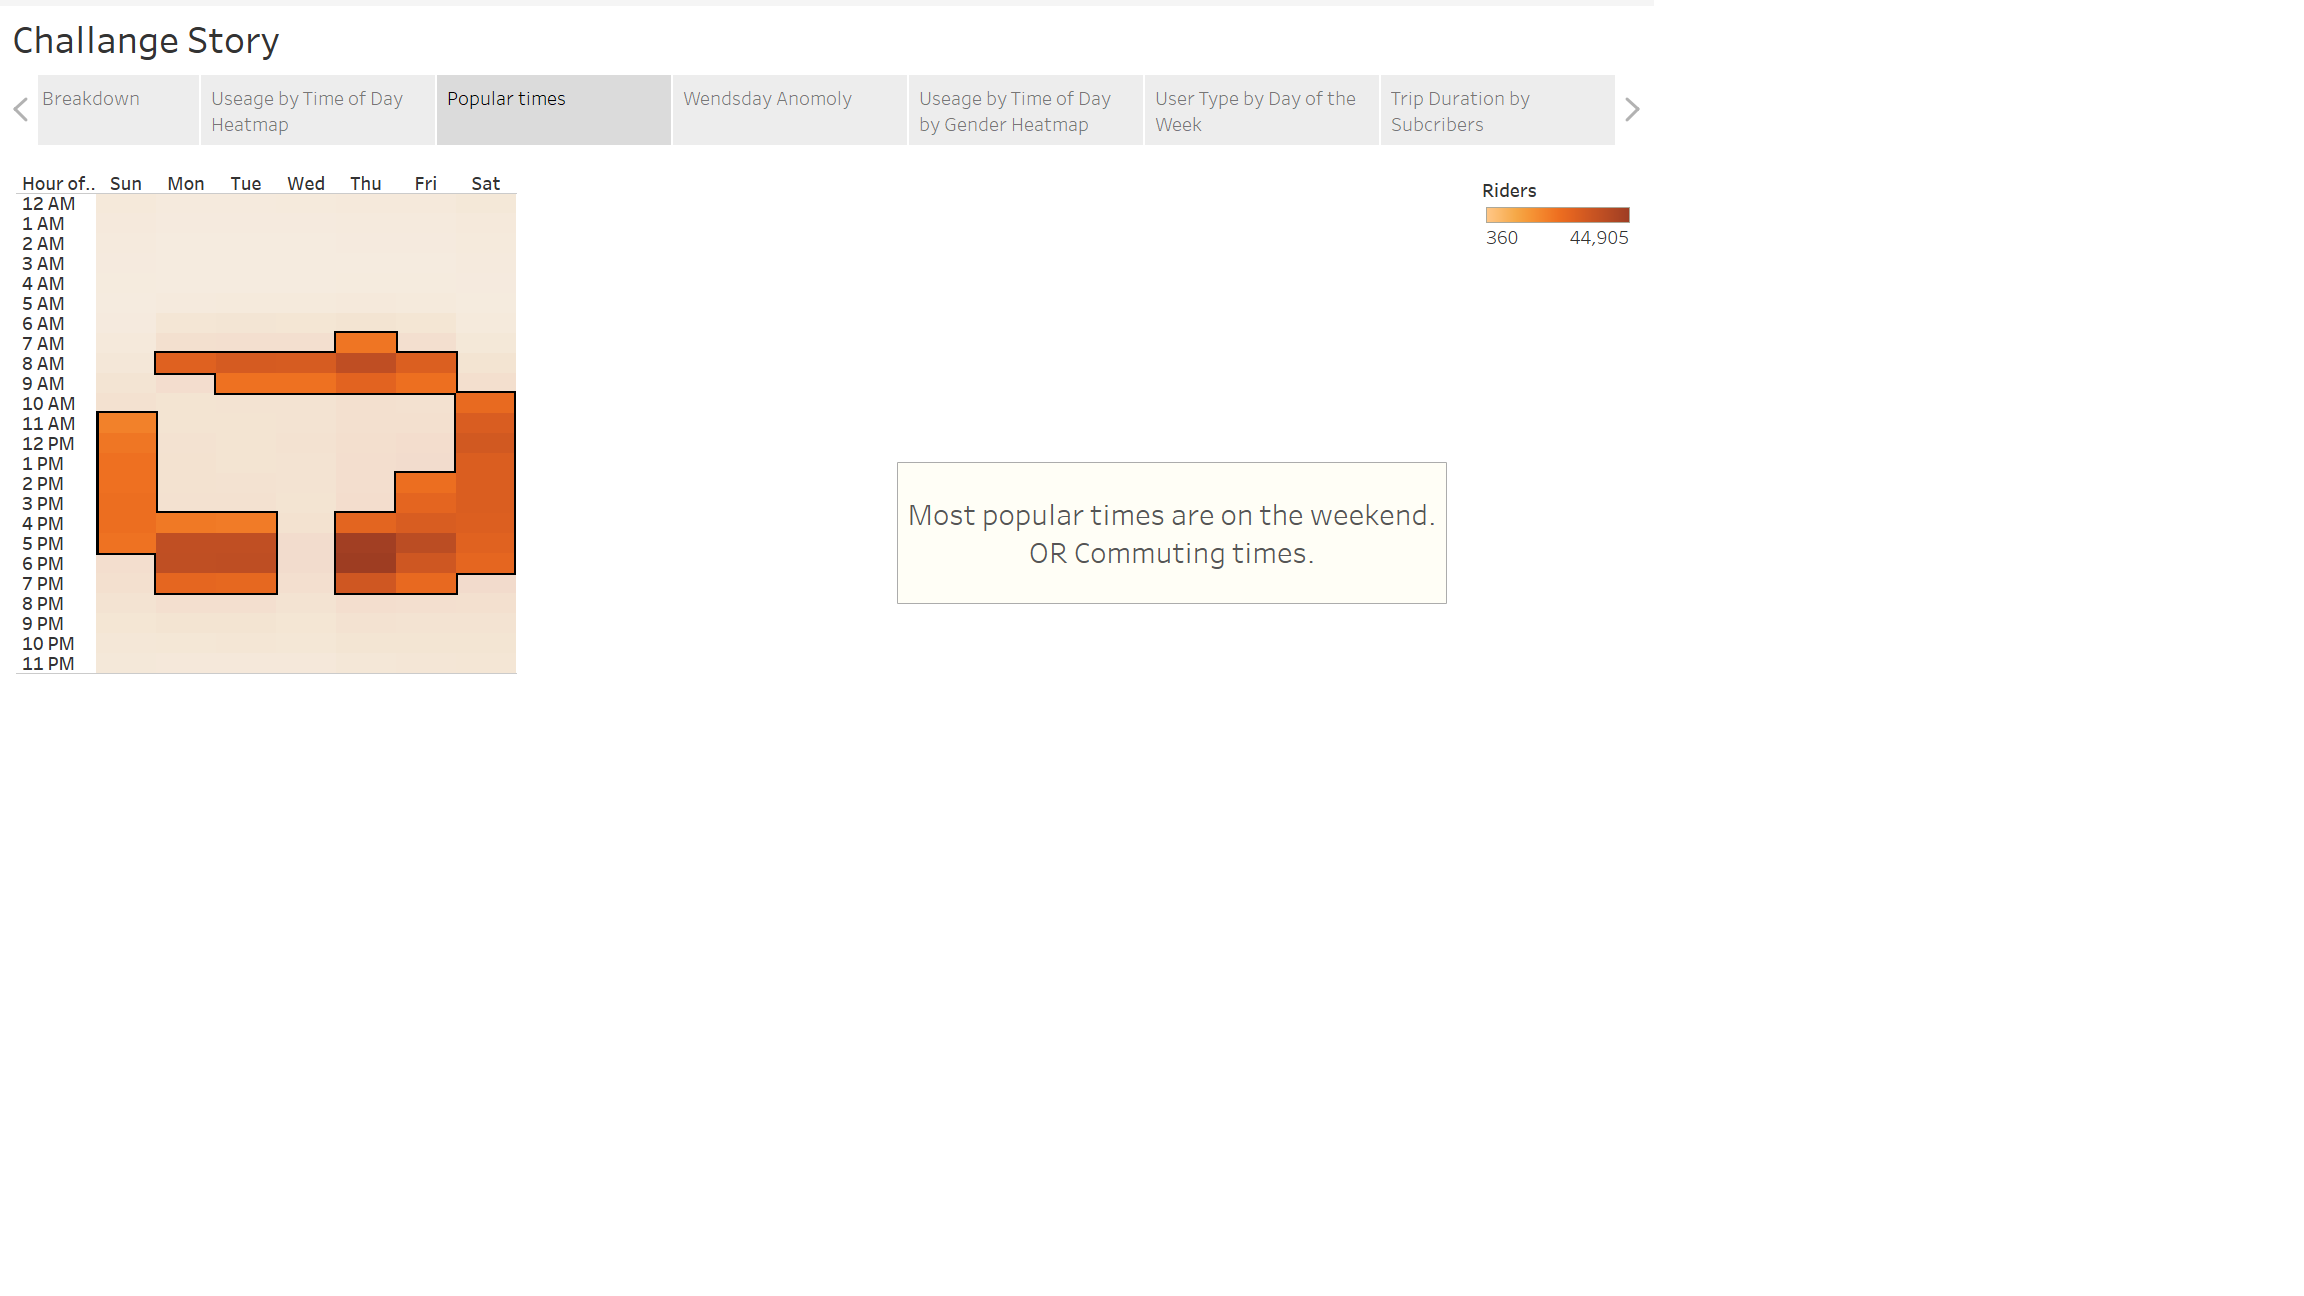 Challange Story
Breakdown
Useage by Time of Day
Heatmap
Popular times
Wendsday Anomoly
Useage by Time of Day
by Gender Heatmap
User Type by Day of the
Week
Trip Duration by
Subcribers
Hour of.. Sun Mon Tue Wed Thu Fri Sat
12 AM
1 AM
2 AM
3 AM
4 AM
5 AM
6 AM
7 AM
8 AM
9 AM
10 AM
11 AM
12 PM
1 PM
2 PM
3 PM
4 PM
5 PM
6 PM
7 PM
8 PM
9 PM
10 PM
11 PM
Riders
360 44,905
Most popular times are on the weekend.
OR Commuting times.